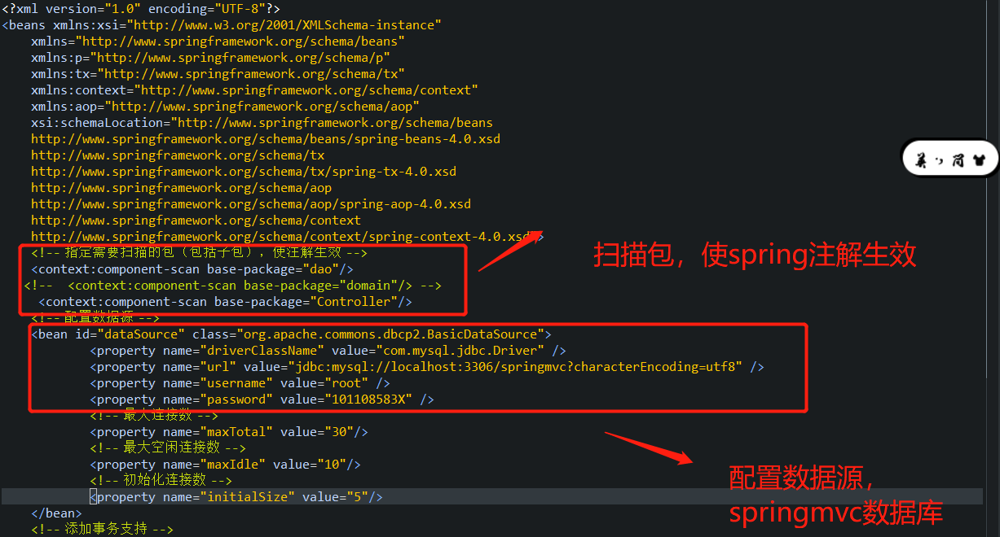 <?xml version="1.0" encoding="UTF-8"?>
<beans xmlns:xsi="http://www.w3.org/2001/XMLSchema-instance"
xmlns="http://www.springframework.org/schema/beans"
xmlns:p="http://www.springframework.org/schema/p"
xmlns:tx="http://www.springframework.org/schema/tx"
xmlns:context="http://www.springframework.org/schema/context"
xmlns:aop="http://www.springframework.org/schema/aop"
xsi:schemaLocation="http://www.springframework.org/schema/beans
http://www.springframework.org/schema/beans/spring-beans-4.0.xsd
http://www.springframework.org/schema/tx
http://www.springframework.org/schema/tx/spring-tx-4.0.xsd
http://www.springframework.org/schema/aop
http://www.springframework.org/schema/aop/spring-aop-4.0.xsd
http://www.springframework.org/schema/context
http://www.springframework.org/schema/context/spring-context-4.0.xsd">
<!-- 指定需要扫描的包（包括子包），使注解生效 -->
<context:component-scan base-package="dao"/>
<!--  <context:component-scan base-package="domain"/> -->
<context:component-scan base-package="Controller"/>
扫描包，使spring注解生效
<!-- 配置数据源 -->
<bean id="dataSource" class="org.apache.commons.dbcp2.BasicDataSource">
<property name="driverClassName" value="com.mysql.jdbc.Driver" />
<property name="url" value="jdbc:mysql://localhost:3306/springmvc?characterEncoding=utf8" />
<property name="username" value="root" />
<property name="password" value="101108583X" />
<!-- 最大连接数 -->
<property name="maxTotal" value="30"/>
<!-- 最大空闲连接数 -->
<property name="maxIdle" value="10"/>
<!-- 初始化连接数 -->
<property name="initialSize" value="5"/>
</bean>
<!-- 添加事务支持 -->
配置数据源，
springmvc数据库
英 简